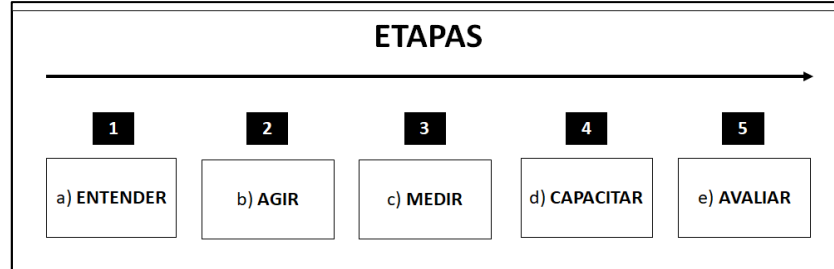 ETAPAS
1 2 3 4 5
a) ENTENDER b) AGIR c) MEDIR d) CAPACITAR e) AVALIAR